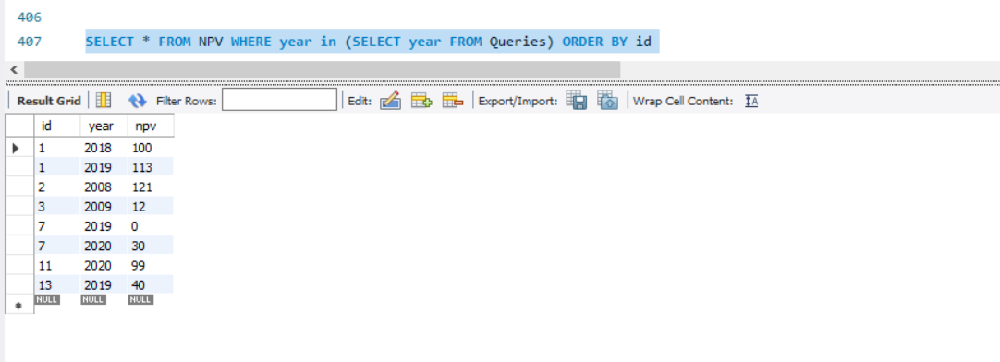 406
407 SELECT * FROM NPV WHERE year in (SELECT year FROM Queries) ORDER BY id
Result Grid Filter Rows: Edit: Export/Import: Wrap Cell Content: IA
id year npv
1 2018 100
1 2019 113
2 2008 121
3 2009 12
7 2019 0
7 2020 30
11 2020 99
13 2019 40
NULL NULL NULL